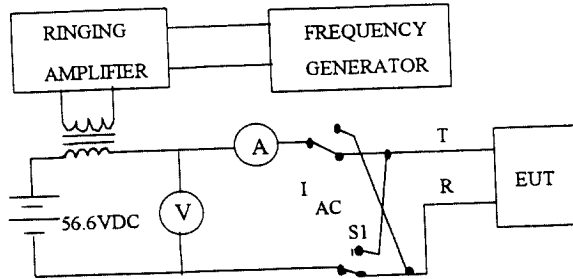 RINGING
AMPLIFIER
FREQUENCY
GENERATOR
A
T
I
AC
R
EUT
56.6VDC
V
S1